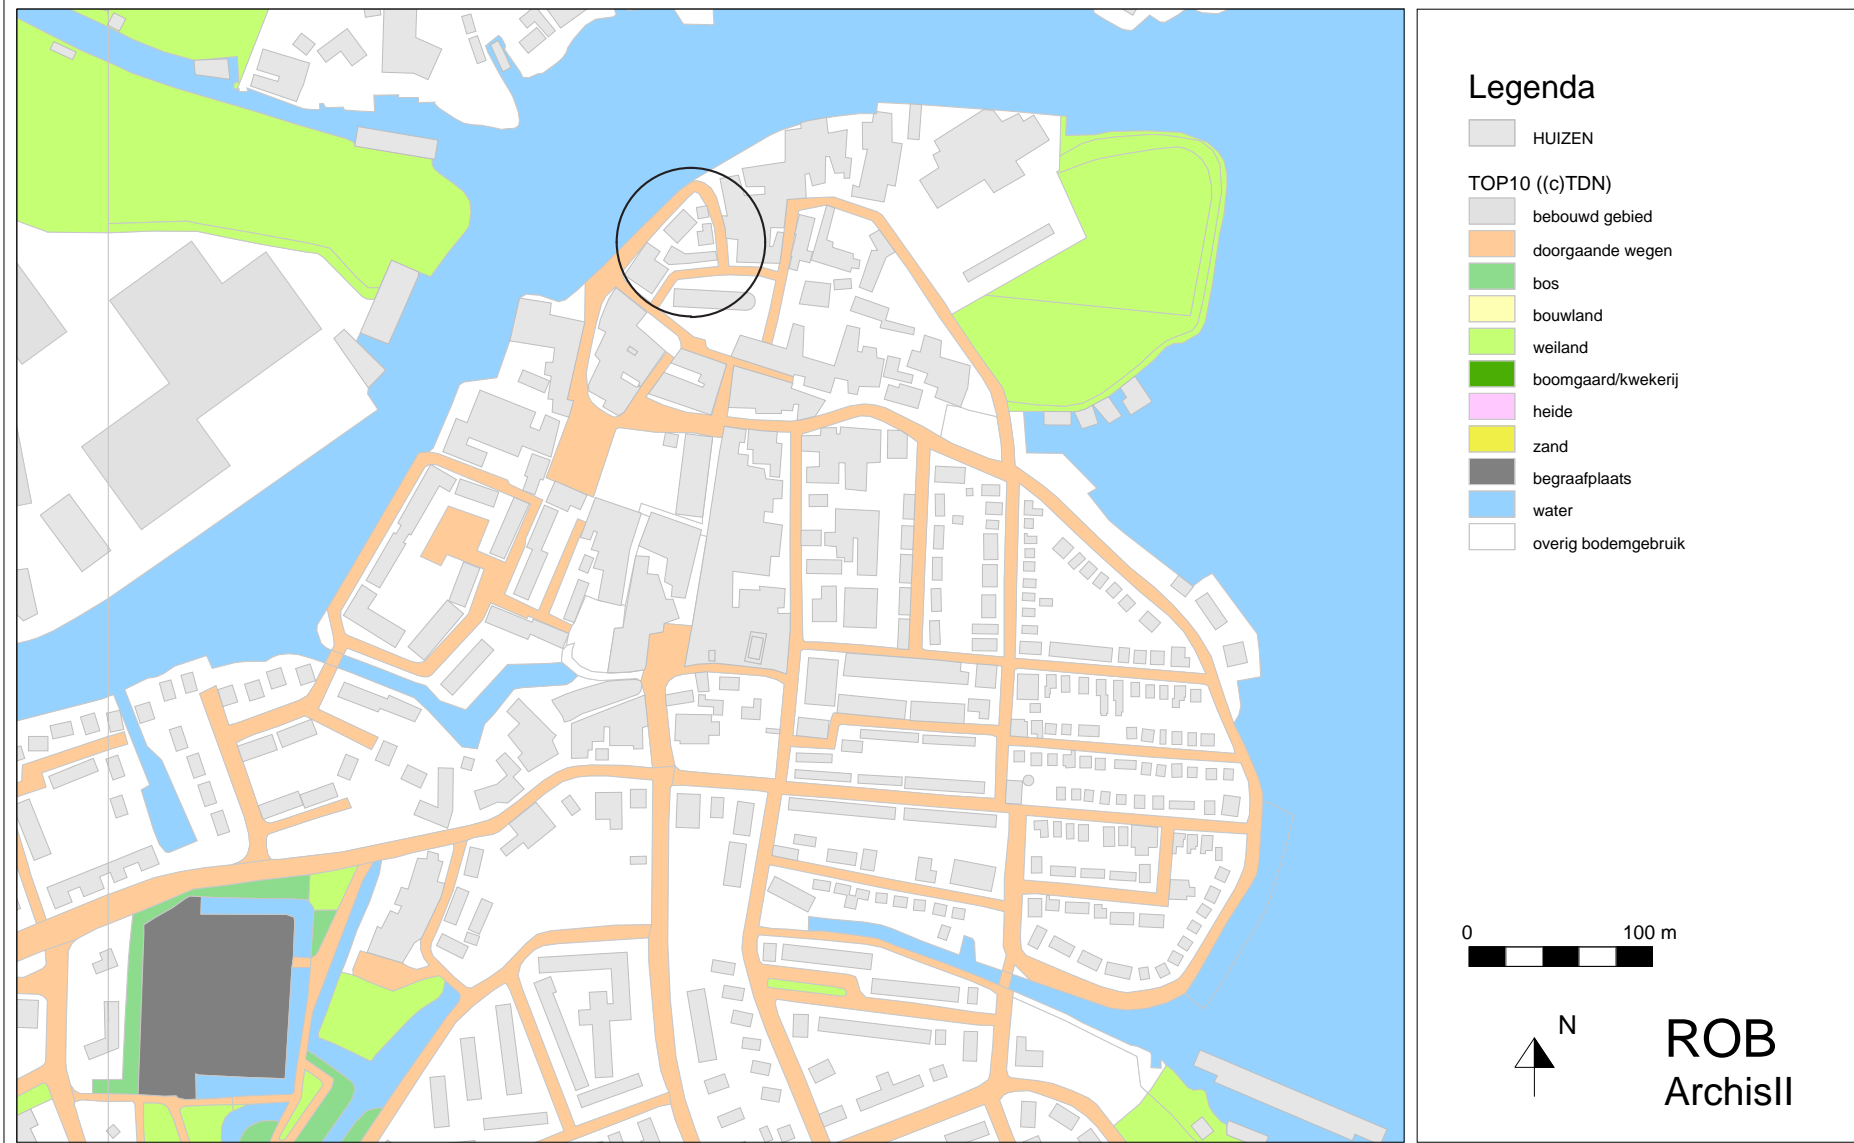 Legenda
HUIZEN
TOP10 ((c)TDN)
bebouwd gebied
doorgaande wegen
bos
bouwland
weiland
boomgaard/kwekerij
heide
zand
begraafplaats
water
overig bodemgebruik
0 100 m
N
ROB
ArchisII